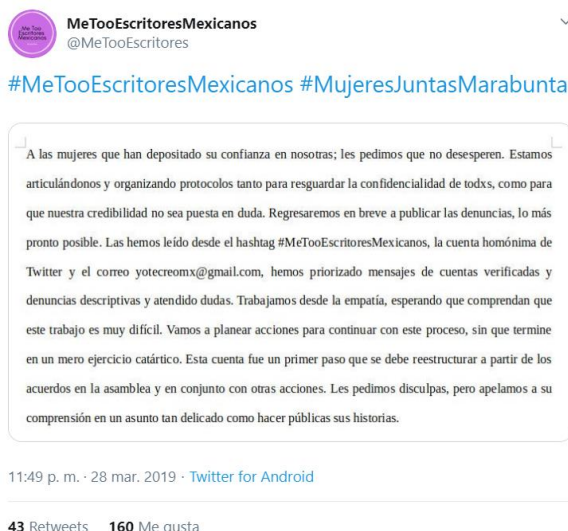 Me Too
Escritores
Mexicanos
MeTooEscritoresMexicanos
@MeTooEscritores
#MeTooEscritoresMexicanos #MujeresJuntasMarabunta
A las mujeres que han depositado su confianza en nosotras; les pedimos que no desesperen. Estamos
articulándonos y organizando protocolos tanto para resguardar la confidencialidad de todxs, como para
que nuestra credibilidad no sea puesta en duda. Regresaremos en breve a publicar las denuncias, lo más
pronto posible. Las hemos leído desde el hashtag #MeTooEscritoresMexicanos, la cuenta homónima de
Twitter y el correo yotecreomx@gmail.com, hemos priorizado mensajes de cuentas verificadas y
denuncias descriptivas y atendido dudas. Trabajamos desde la empatía, esperando que comprendan que
este trabajo es muy difícil. Vamos a planear acciones para continuar con este proceso, sin que termine
en un mero ejercicio catártico. Esta cuenta fue un primer paso que se debe reestructurar a partir de los
acuerdos en la asamblea y en conjunto con otras acciones. Les pedimos disculpas, pero apelamos a su
comprensión en un asunto tan delicado como hacer públicas sus historias.
11:49 p. m. · 28 mar. 2019 · Twitter for Android
43 Retweets 160 Me gusta